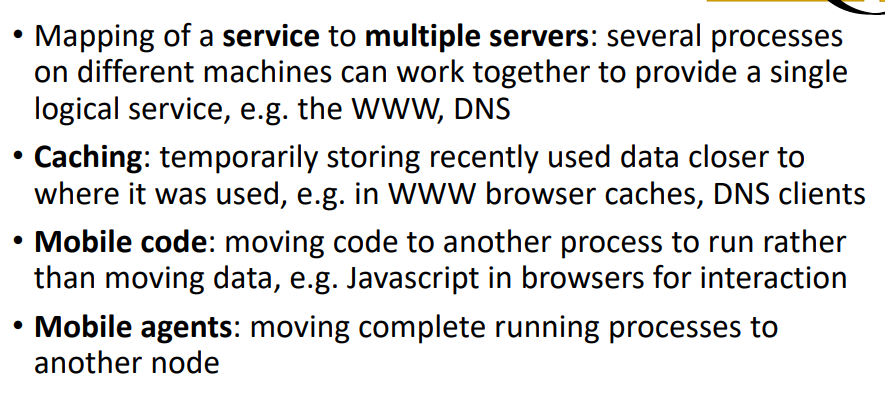 • Mapping of a service to multiple servers: several processes
on different machines can work together to provide a single
logical service, e.g. the WWW, DNS
• Caching: temporarily storing recently used data closer to
where it was used, e.g. in WWW browser caches, DNS clients
• Mobile code: moving code to another process to run rather
than moving data, e.g. Javascript in browsers for interaction
• Mobile agents: moving complete running processes to
another node